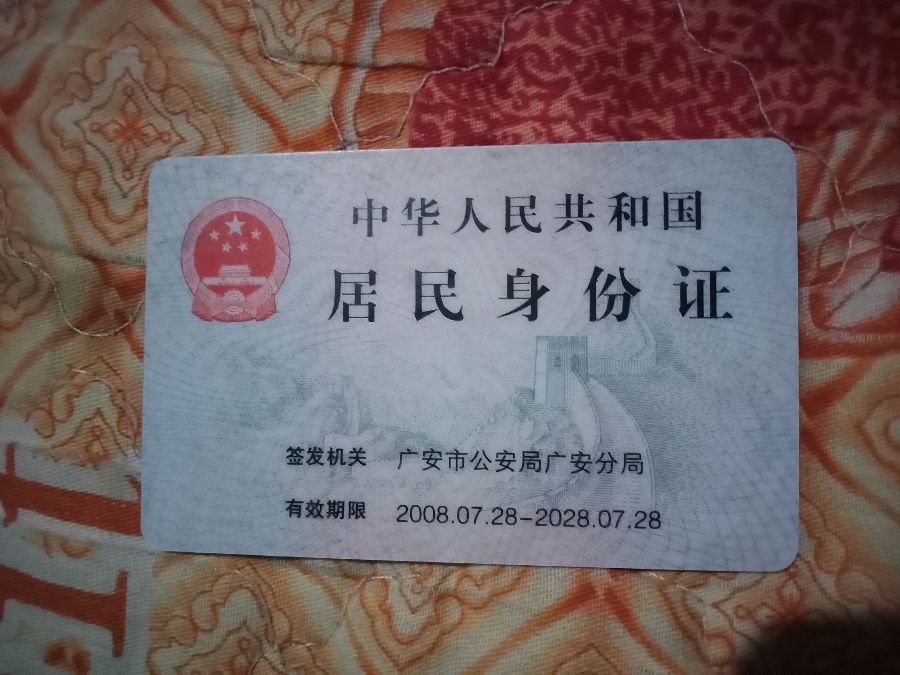 中华人民共和国
居民身份证
签发机关 广安市公安局广安分局
有效期限 2008.07.28-2028.07.28